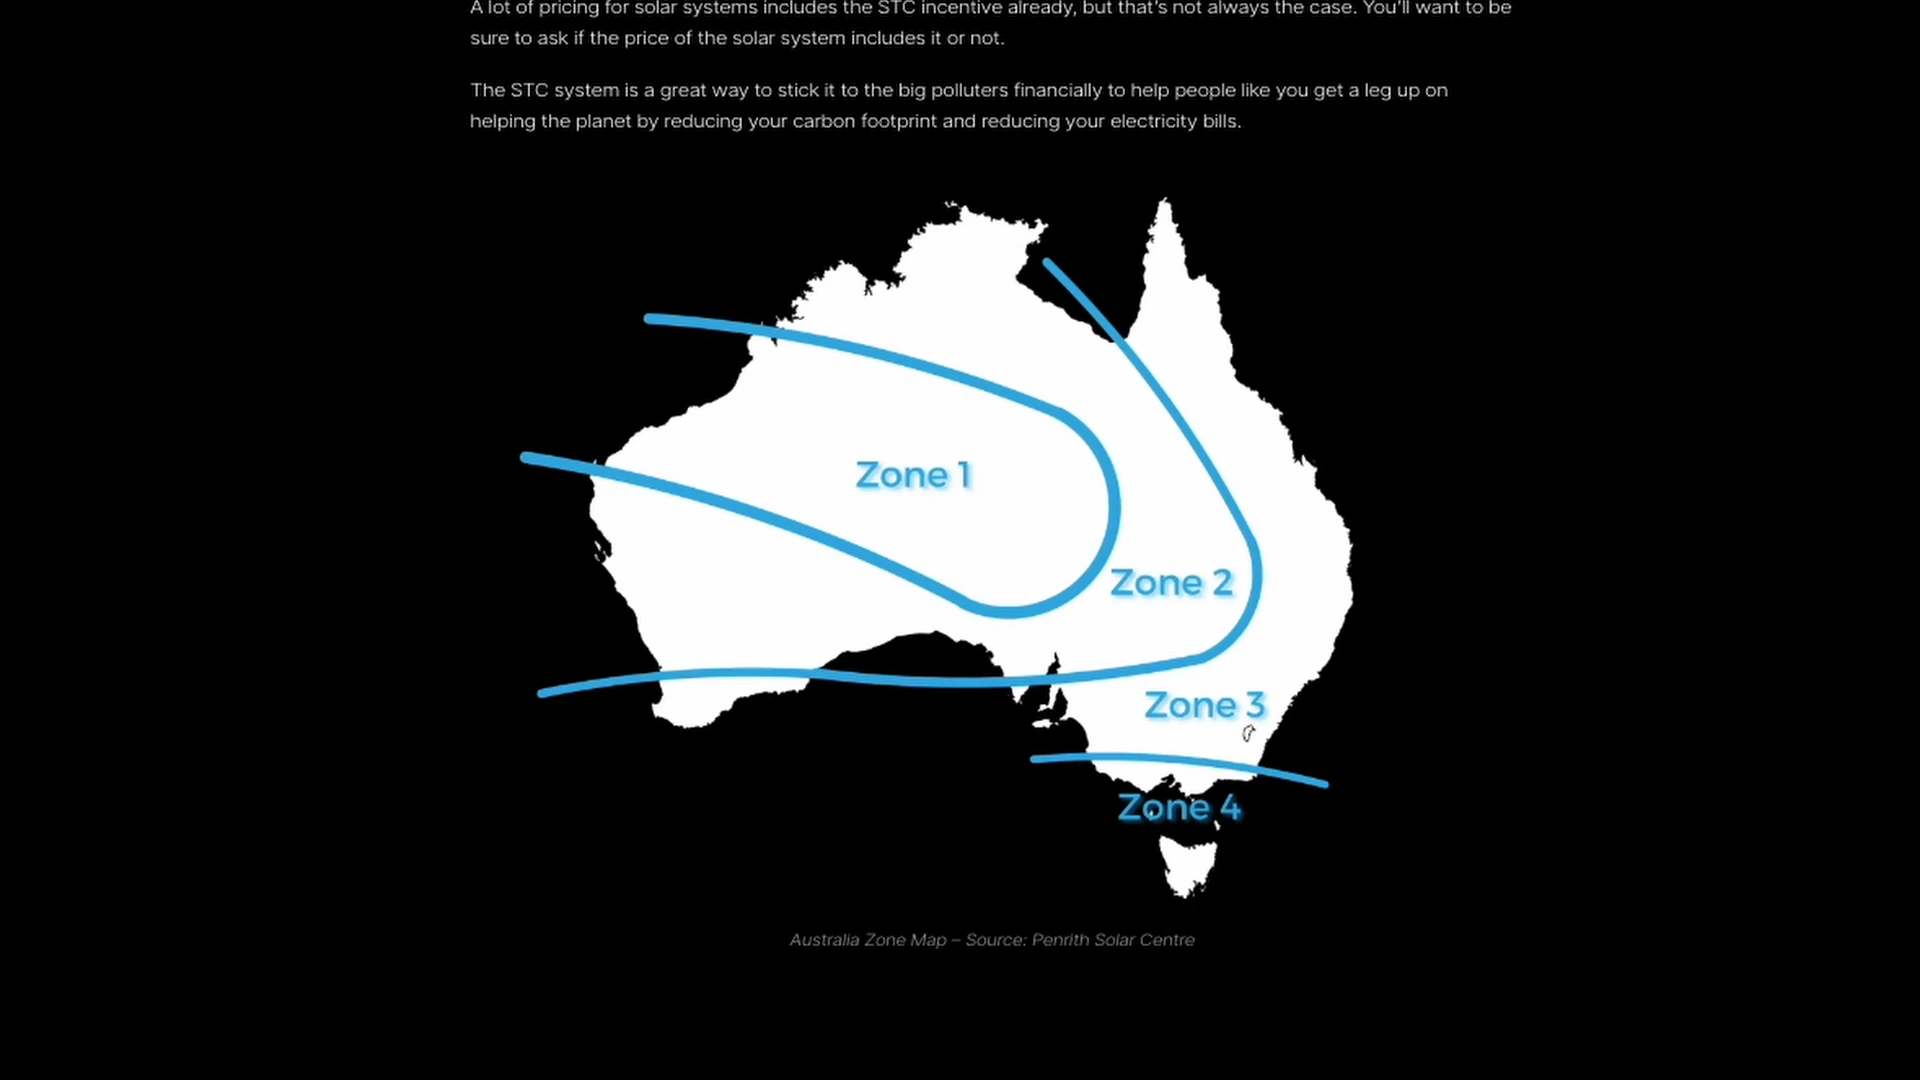 A lot of pricing for solar systems includes the STC incentive already, but that's not always the case. You'll want to be
sure to ask if the price of the solar system includes it or not.
The STC system is a great way to stick it to the big polluters financially to help people like you get a leg up on
helping the planet by reducing your carbon footprint and reducing your electricity bills.
Zone 1
Zone 2
Zone 3
Zone 4
Australia Zone Map – Source: Penrith Solar Centre